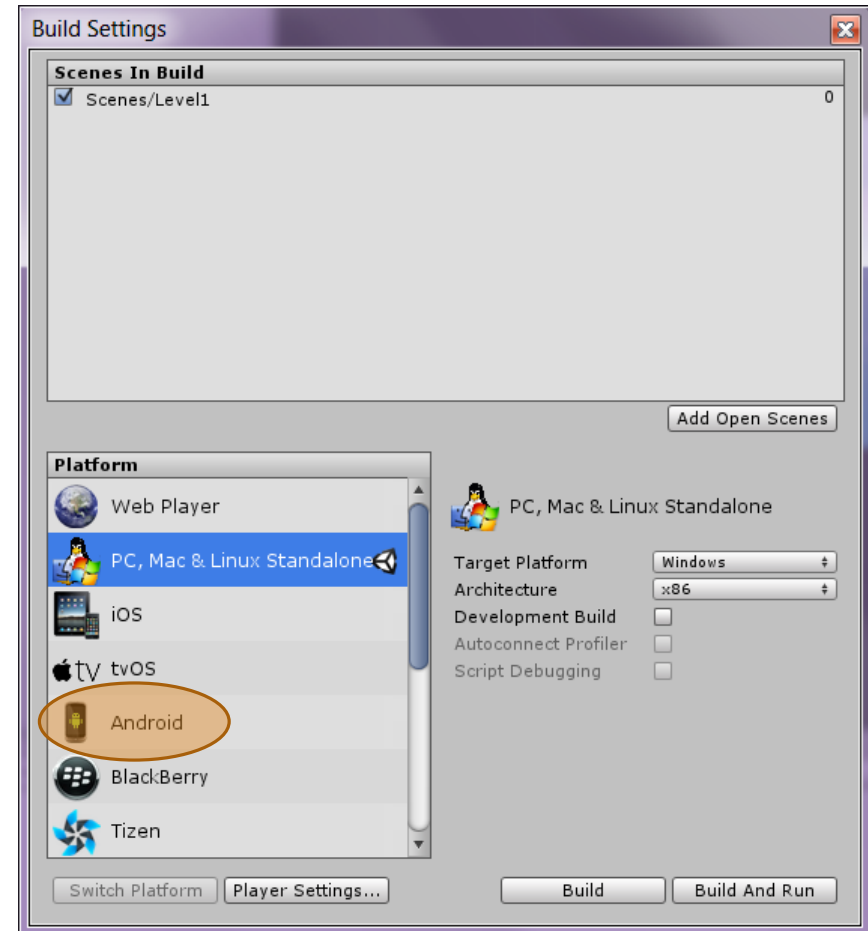 Build Settings
Scenes In Build
Scenes/Level1 0
Add Open Scenes
Platform
Web Player
PC, Mac & Linux Standalone
iOS
tv tvOS
Android
BlackBerry
Tizen
PC, Mac & Linux Standalone
Target Platform Windows
Architecture x86
Development Build
Autoconnect Profiler
Script Debugging
Switch Platform Player Settings... Build Build And Run